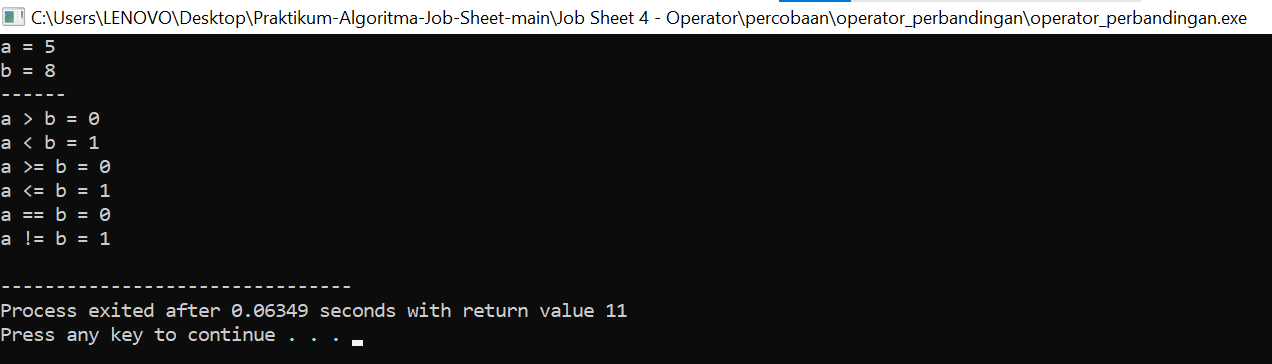 C:\Users\LENOVO\Desktop\Praktikum-Algoritma-Job-Sheet-main\Job Sheet 4 - Operator\percobaan\operator_perbandingan\operator_perbandingan.exe
a = 5
b = 8
------
a > b = 0
a < b = 1
a >= b = 0
a <= b = 1
a == b = 0
a != b = 1
--------------------------------
Process exited after 0.06349 seconds with return value 11
Press any key to continue . . .